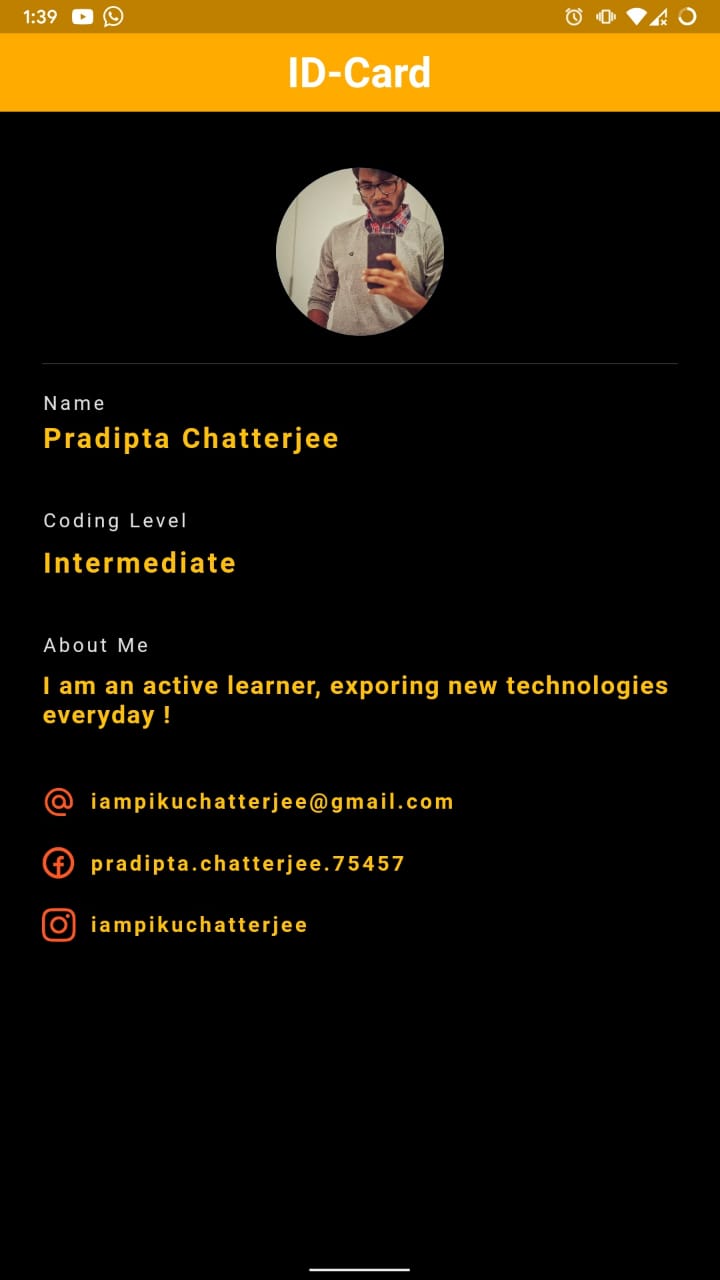 1:39
ID-Card
Name
Pradipta Chatterjee
Coding Level
Intermediate
About Me
I am an active learner, exporing new technologies
everyday !
iampikuchatterjee@gmail.com
pradipta.chatterjee.75457
iampikuchatterjee